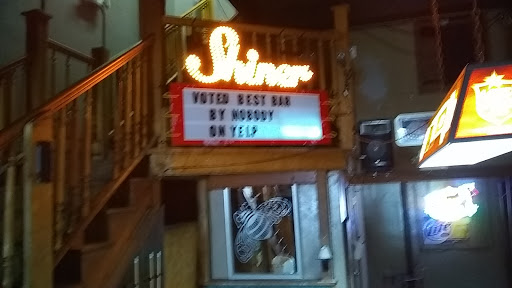 Shiner
VOTED BEST BAR
BY NOBODY
ON YELP